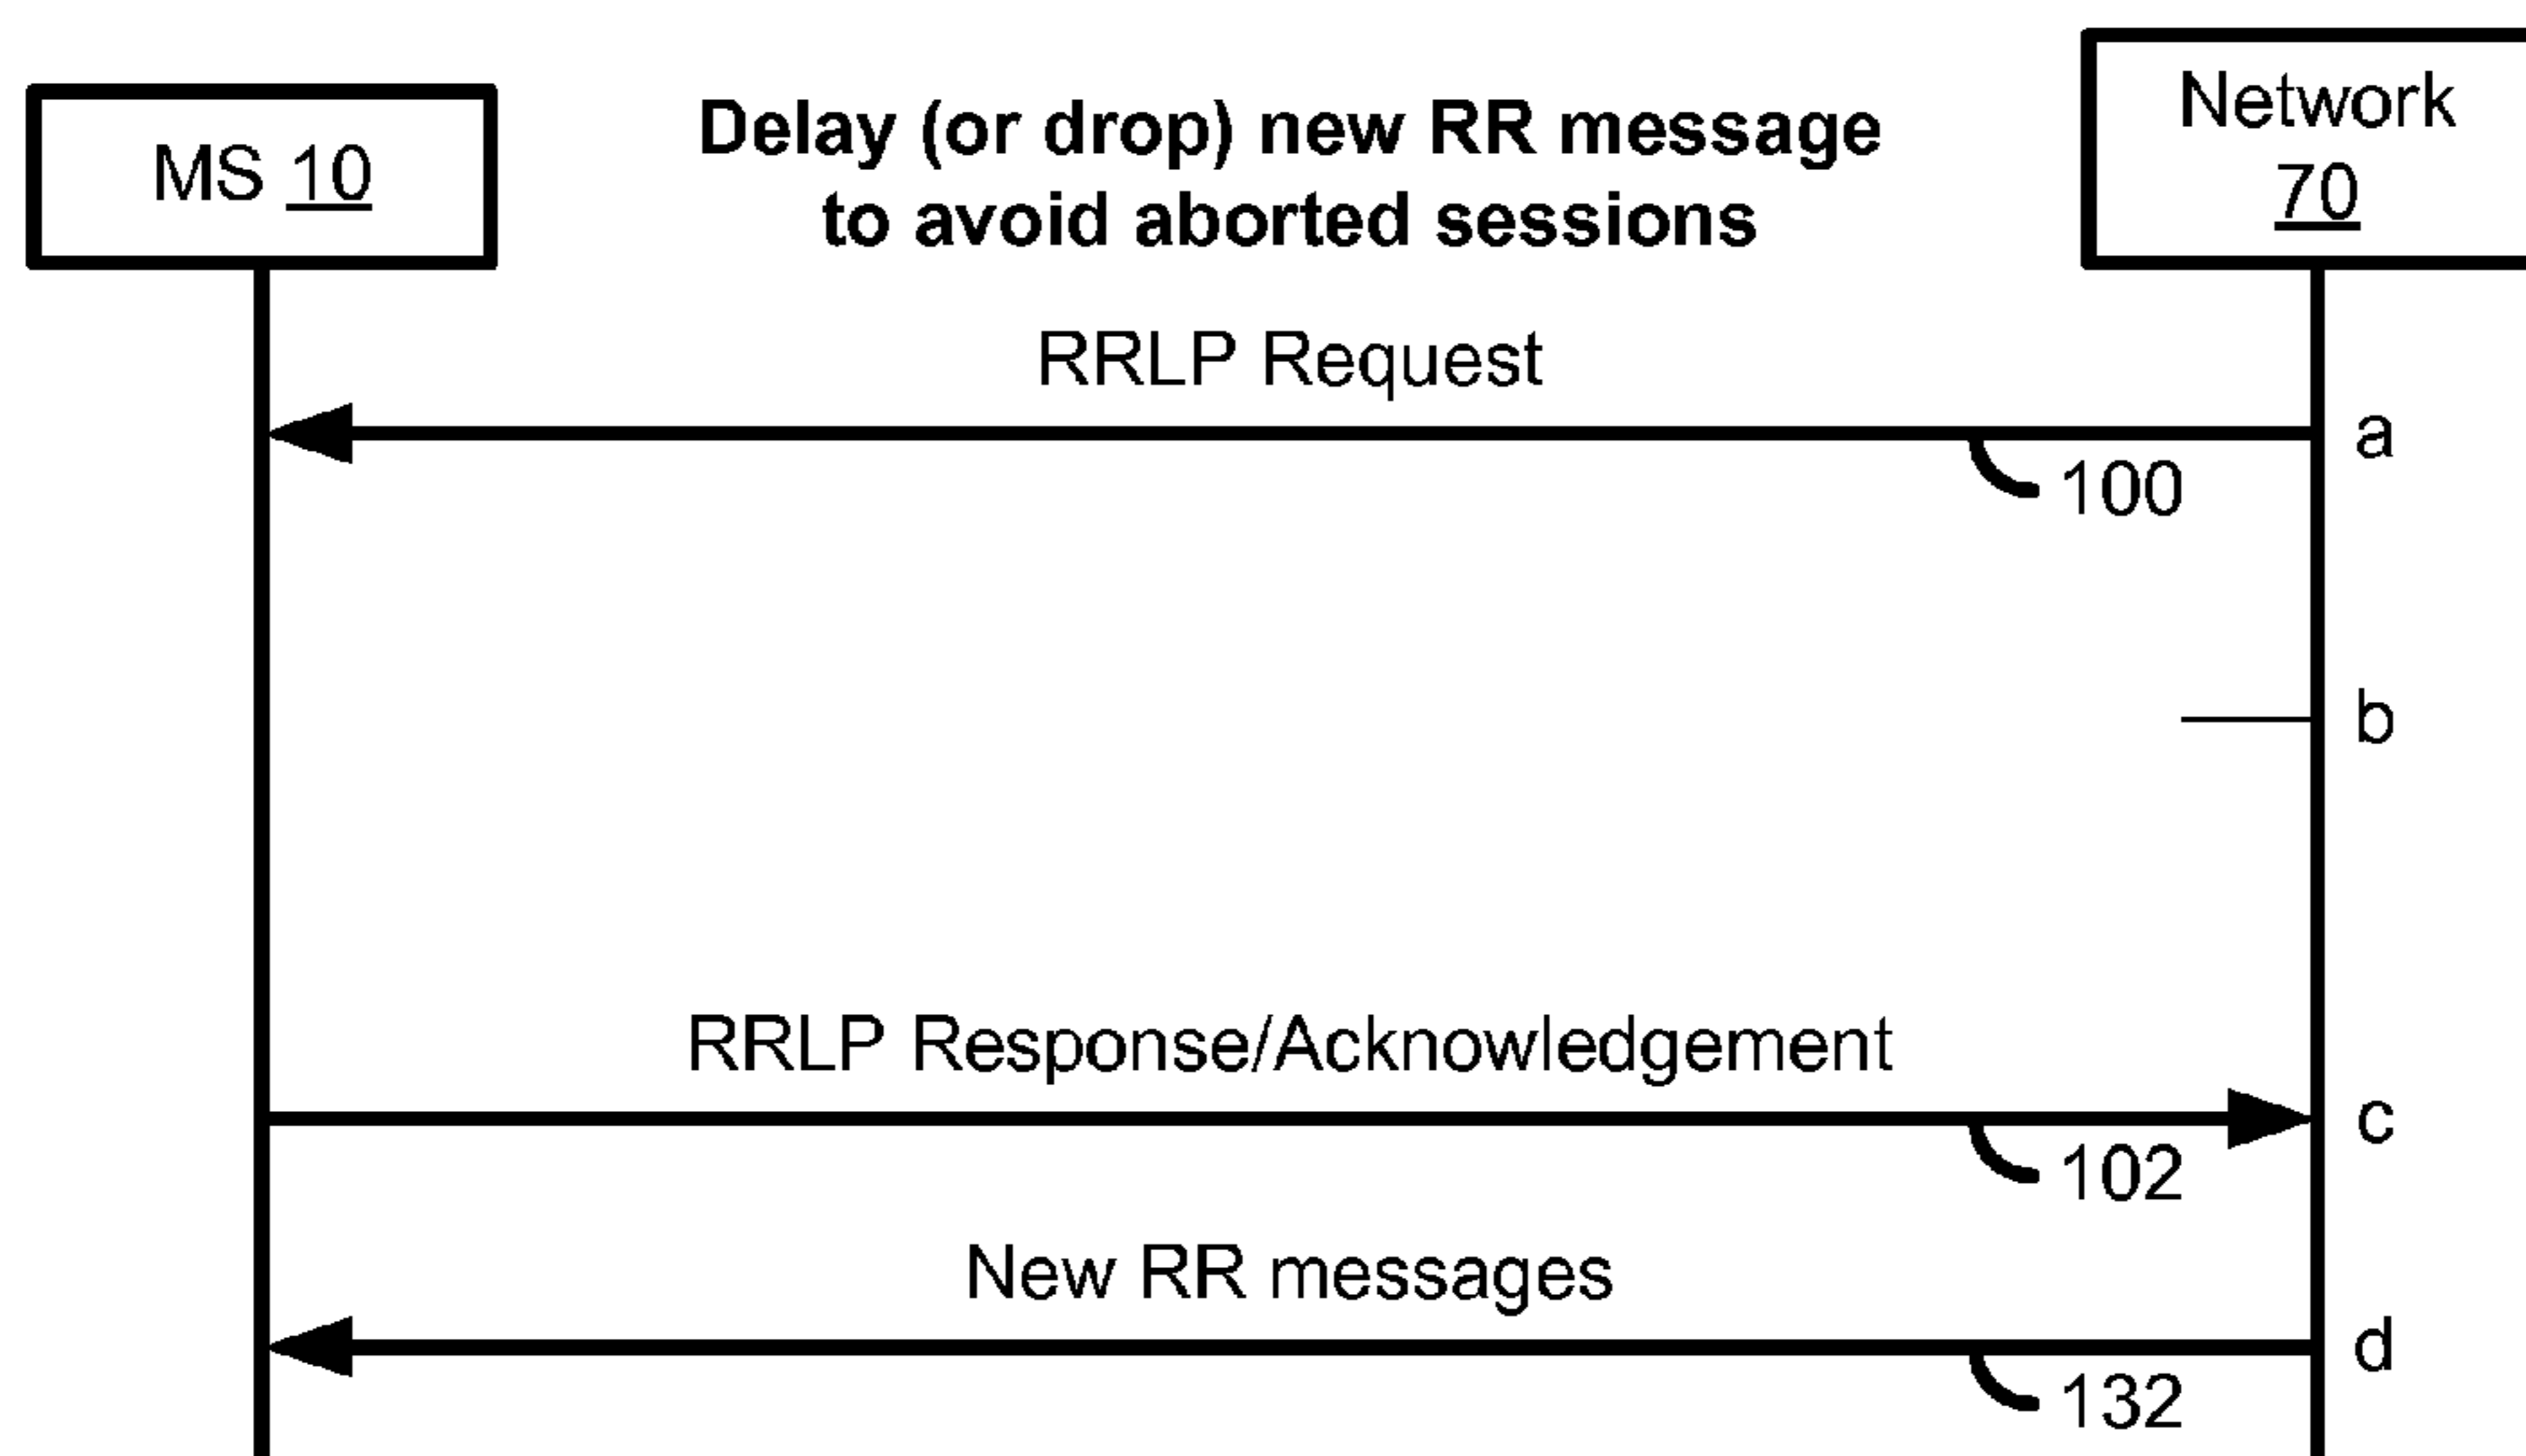 MS 10
Delay (or drop) new RR message
to avoid aborted sessions
Network
70
RRLP Request
a
100
b
RRLP Response/Acknowledgement
c
102
New RR messages
d
132